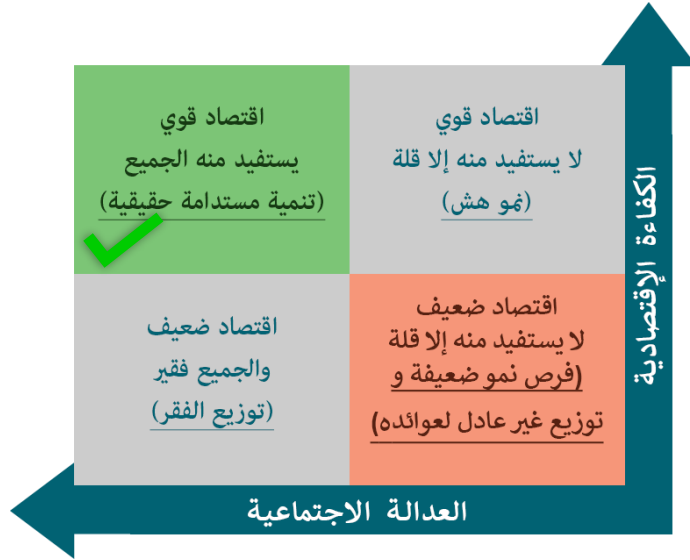 اقتصاد قوي
لا يستفيد منه إلا قلة
(نمو هش)
اقتصاد قوي
يستفيد منه الجميع
(تنمية مستدامة حقيقية)
اقتصاد ضعيف
لا يستفيد منه إلا قلة
(فرص نمو ضعيفة و
توزيع غير عادل لعوائده)
اقتصاد ضعيف
والجميع فقير
(توزيع الفقر)
الكفاءة الإقتصادية
العدالة الاجتماعية